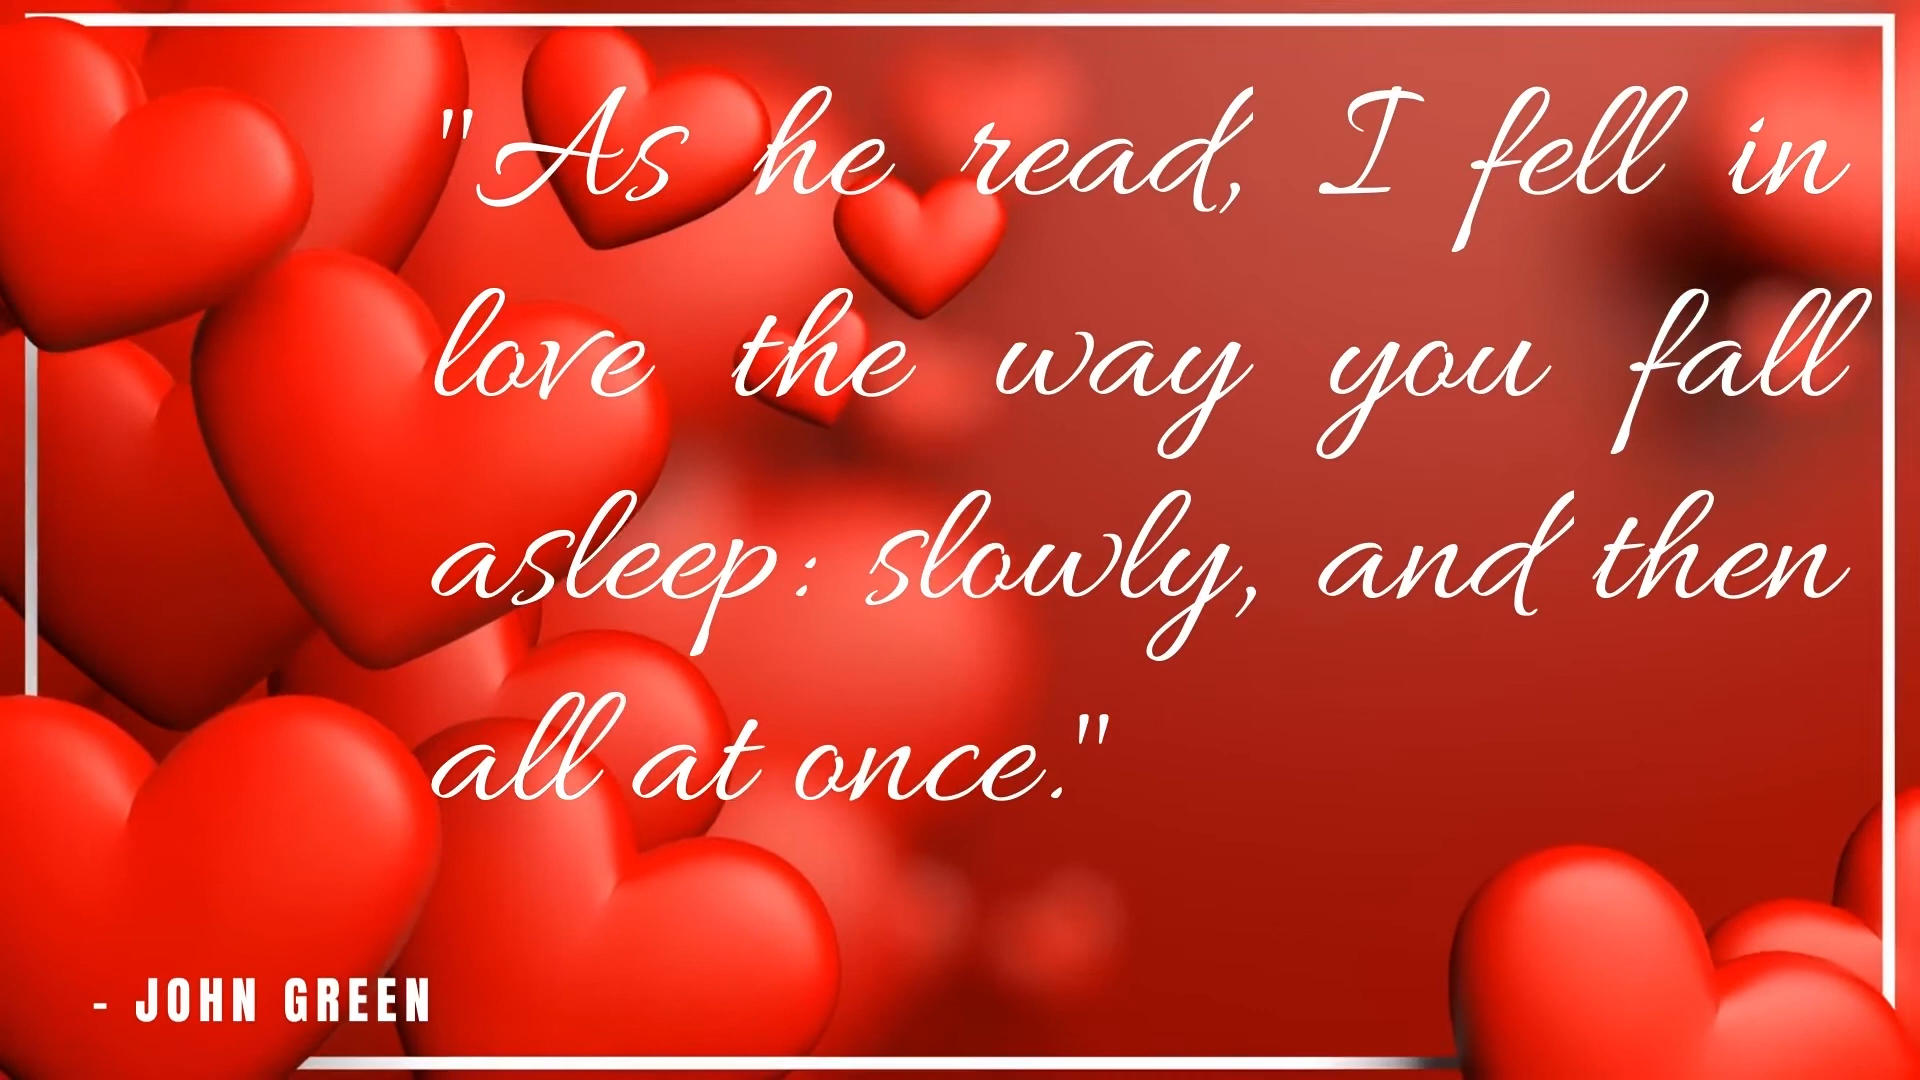 "As he read, I fell in
love the way you fall
asleep: slowly, and then
all at once."
- JOHN GREEN